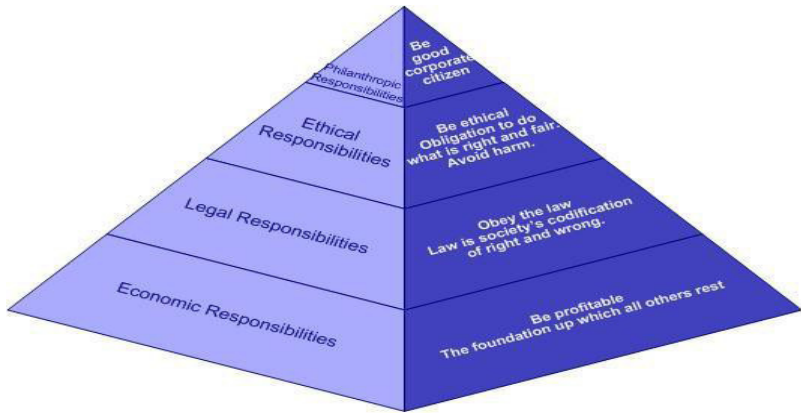 Philanthropic
Responsibilities
Be
good
corporate
citizen
Ethical
Responsibilities
Be ethical
Obligation to do
what is right and fair.
Avoid harm.
Legal Responsibilities
Obey the law
Law is society's codification
of right and wrong.
Economic Responsibilities
Be profitable
The foundation up which all others rest